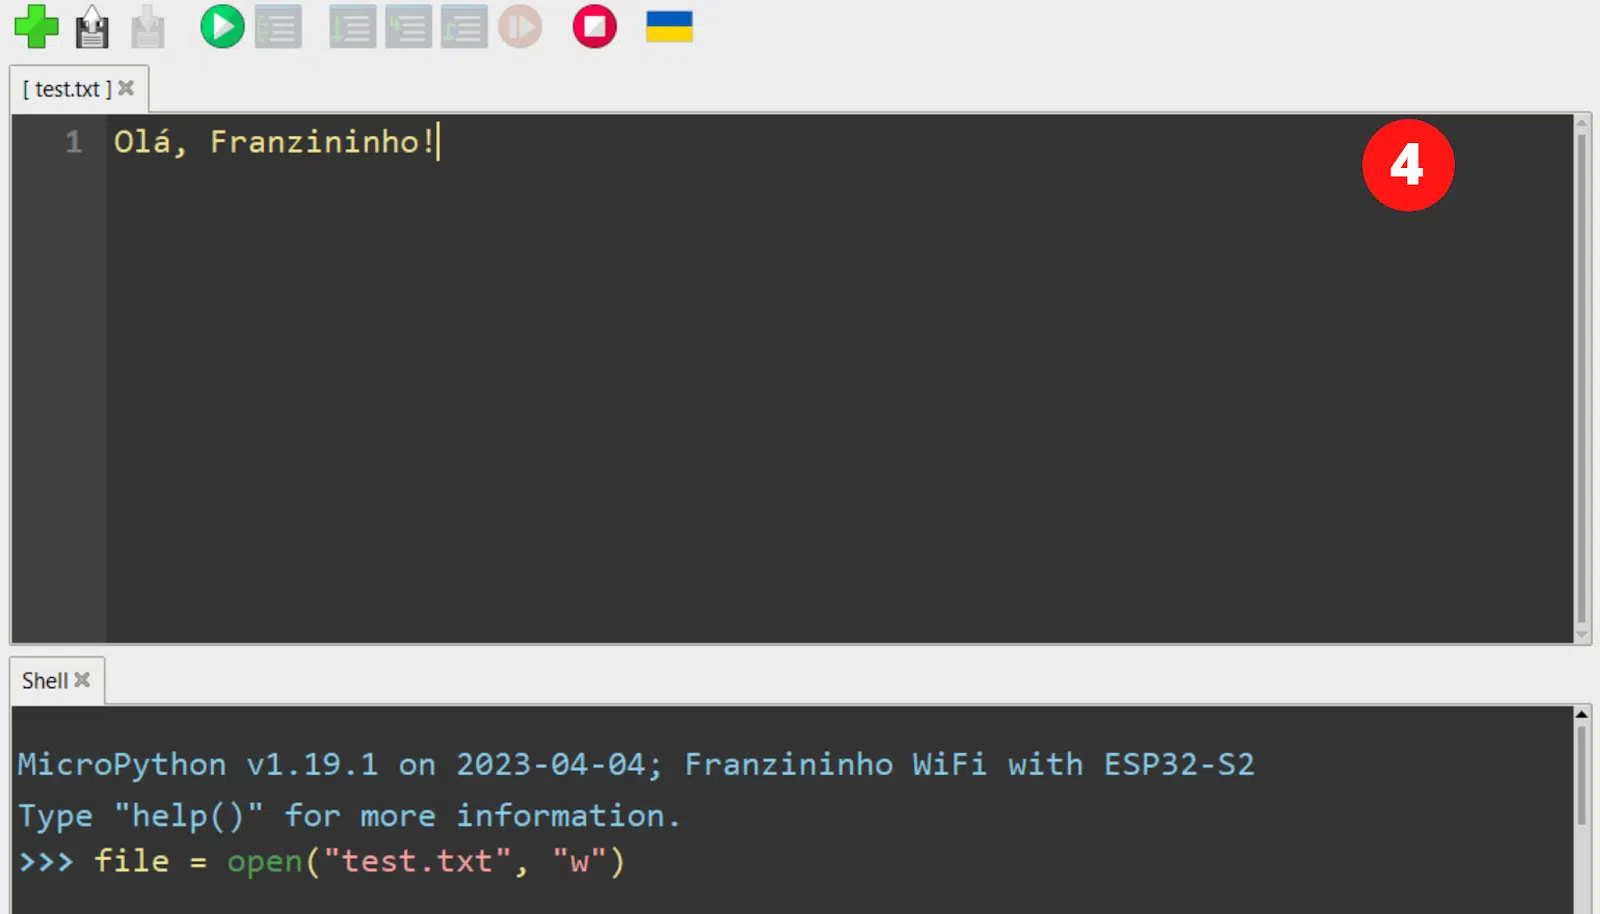 [ test.txt ]
1 Olá, Franzininho!
4
Shell
MicroPython v1.19.1 on 2023-04-04; Franzininho WiFi with ESP32-S2
Type "help()" for more information.
>>> file = open("test.txt", "w")